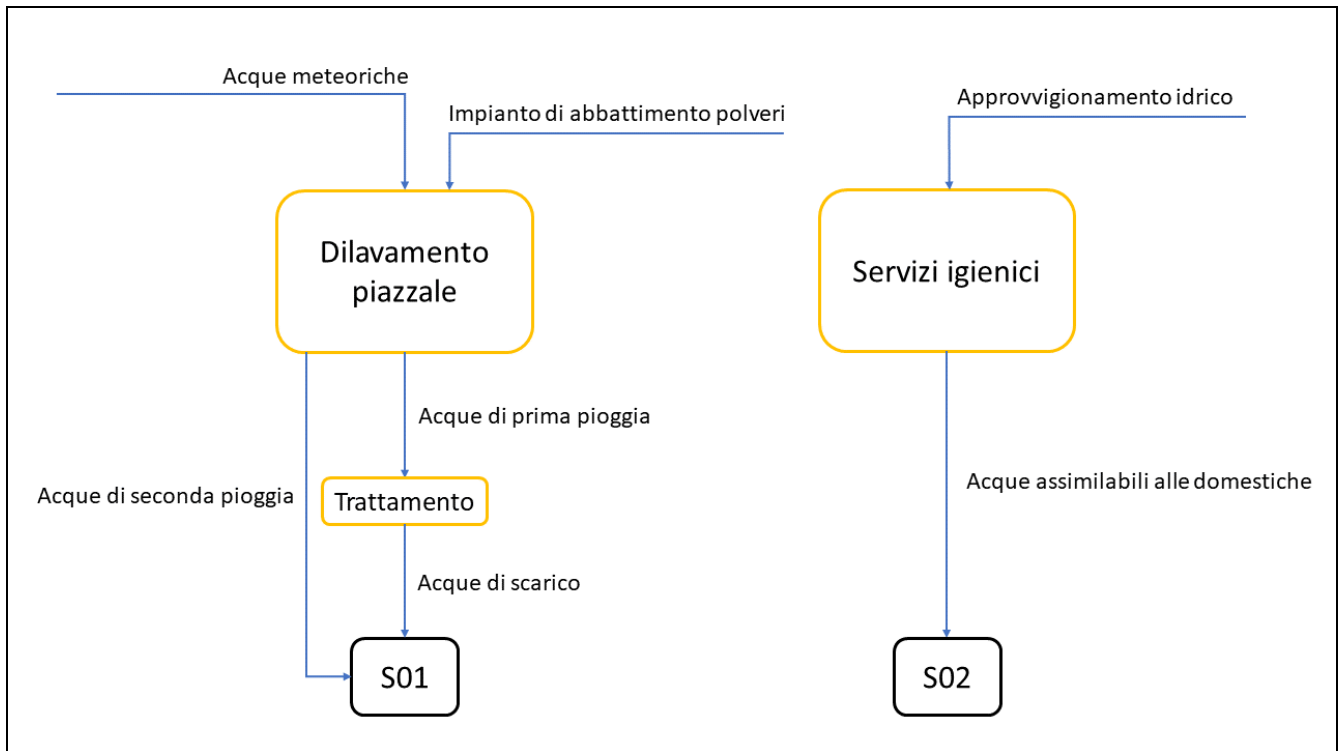 Acque meteoriche
Impianto di abbattimento polveri
Approvvigionamento idrico
Dilavamento
piazzale
Servizi igienici
Acque di prima pioggia
Acque di seconda pioggia
Trattamento
Acque assimilabili alle domestiche
Acque di scarico
S01
S02